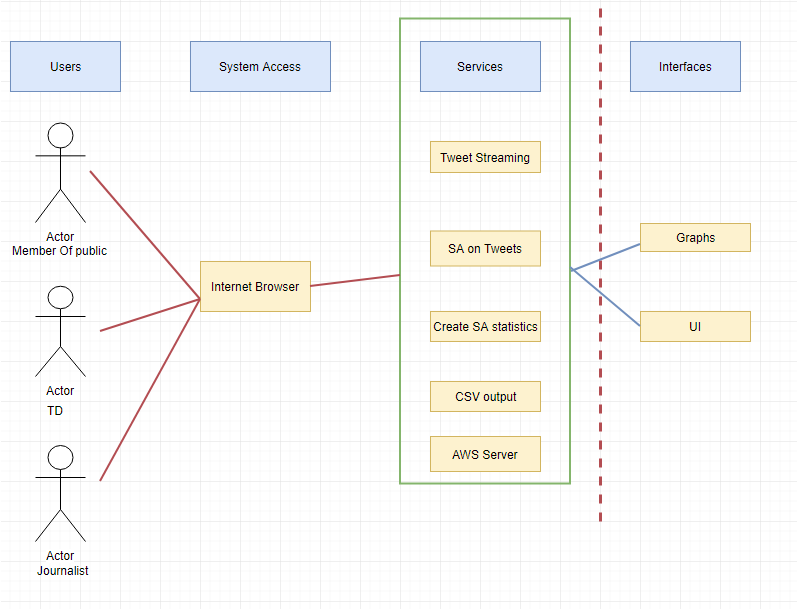 Users
System Access
Services
Interfaces
Actor
Member Of public
Actor
TD
Actor
Journalist
Internet Browser
Tweet Streaming
SA on Tweets
Create SA statistics
CSV output
AWS Server
Graphs
UI